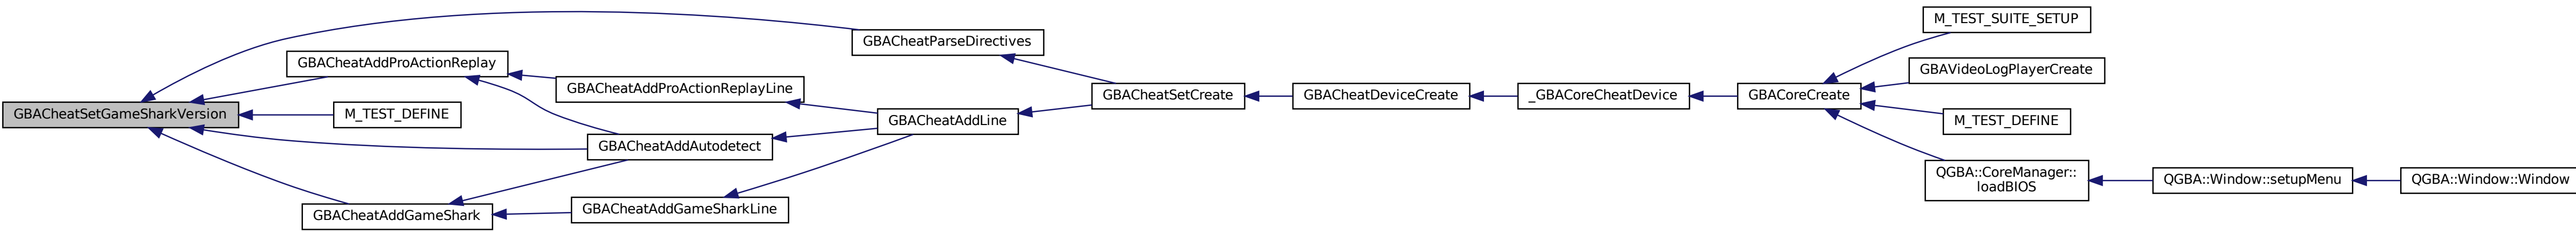 GBACheatSetGameSharkVersion
GBACheatAddProActionReplay
M_TEST_DEFINE
GBACheatAddGameShark
GBACheatAddProActionReplayLine
GBACheatAddAutodetect
GBACheatAddGameSharkLine
GBACheatParseDirectives
GBACheatAddLine
GBACheatSetCreate
GBACheatDeviceCreate
_GBACoreCheatDevice
GBACoreCreate
M_TEST_SUITE_SETUP
GBAVideoLogPlayerCreate
M_TEST_DEFINE
QGBA::CoreManager::
loadBIOS
QGBA::Window::setupMenu
QGBA::Window::Window